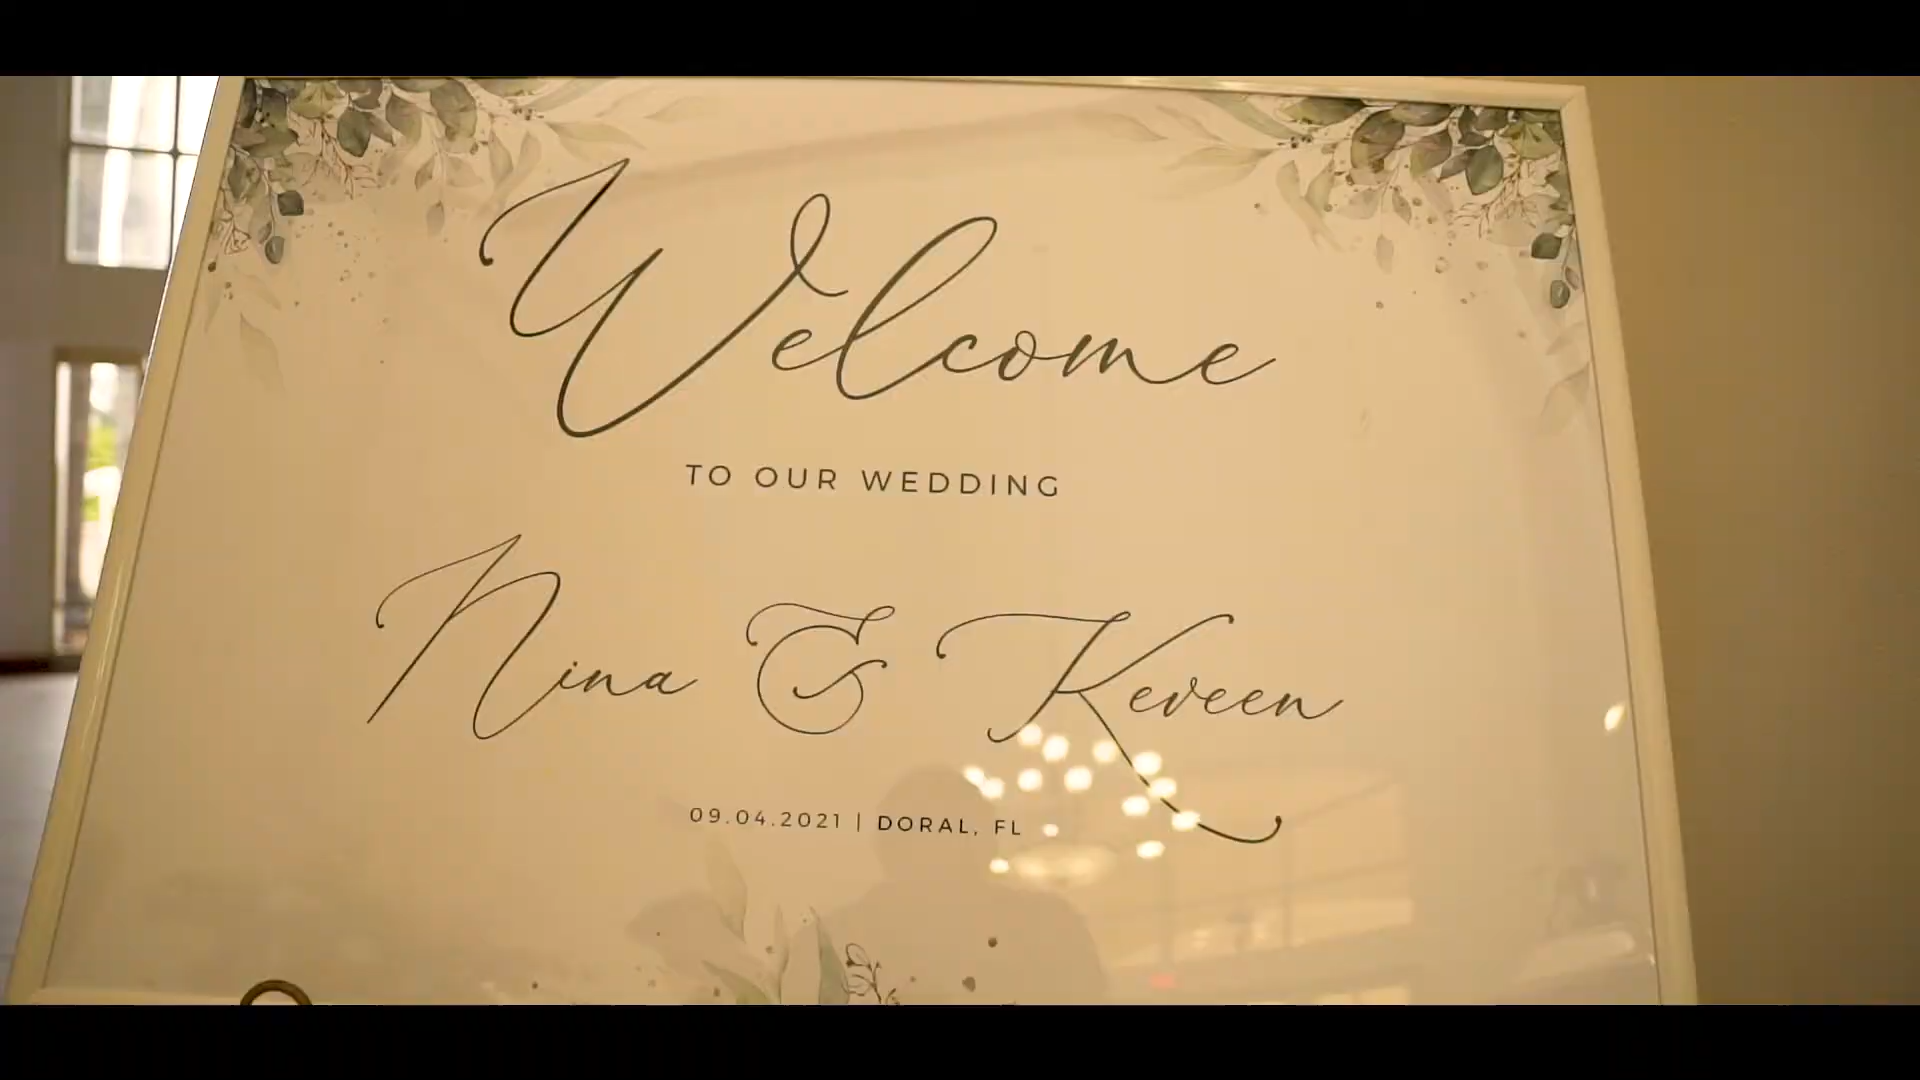 Welcome
TO OUR WEDDING
Nina & Keveen
09.04.2021 | DORAL, FL